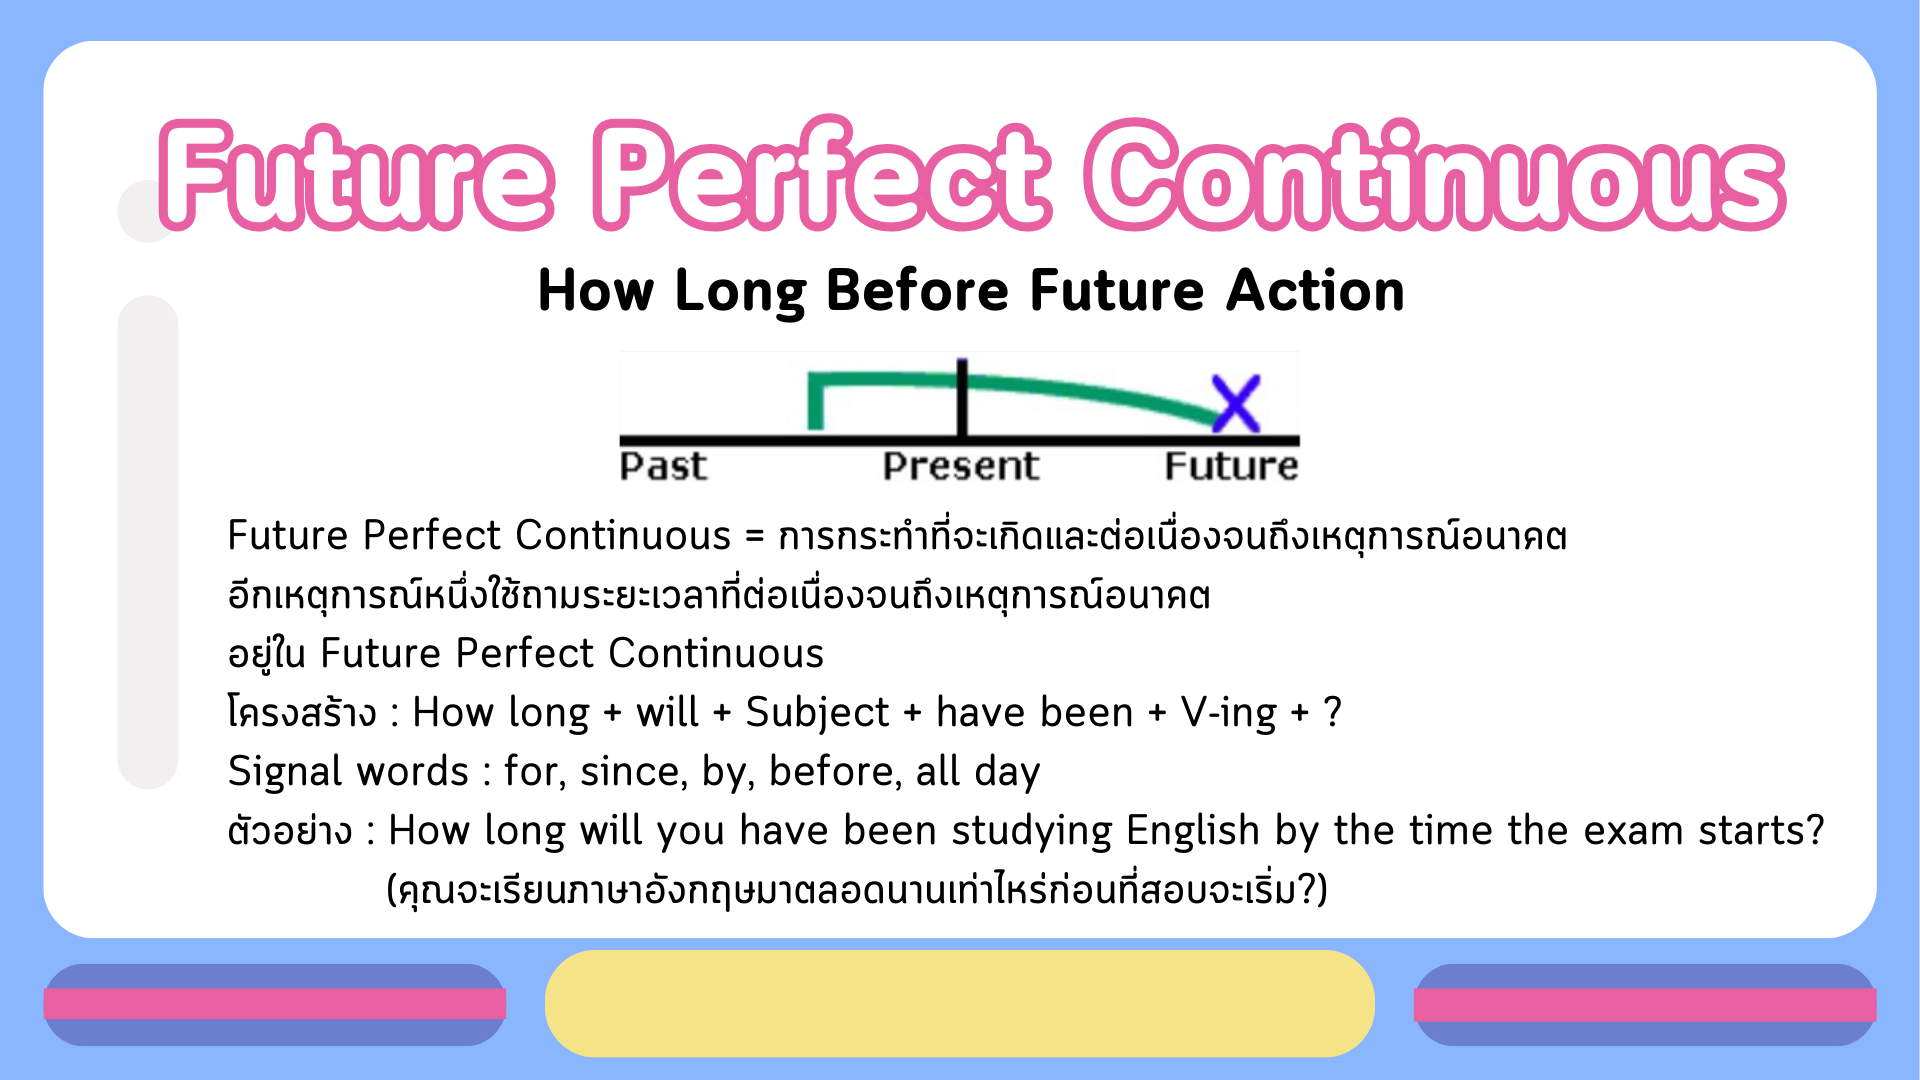 Future Perfect Continuous
How Long Before Future Action
Past Present Future
Future Perfect Continuous = การกระทำที่จะเกิดและต่อเนื่องจนถึงเหตุการณ์อนาคต
อีกเหตุการณ์หนึ่งใช้ถามระยะเวลาที่ต่อเนื่องจนถึงเหตุการณ์อนาคต
อยู่ใน Future Perfect Continuous
โครงสร้าง : How long + will + Subject + have been + V-ing + ?
Signal words : for, since, by, before, all day
ตัวอย่าง : How long will you have been studying English by the time the exam starts?
(คุณจะเรียนภาษาอังกฤษมาตลอดนานเท่าไหร่ก่อนที่สอบจะเริ่ม?)